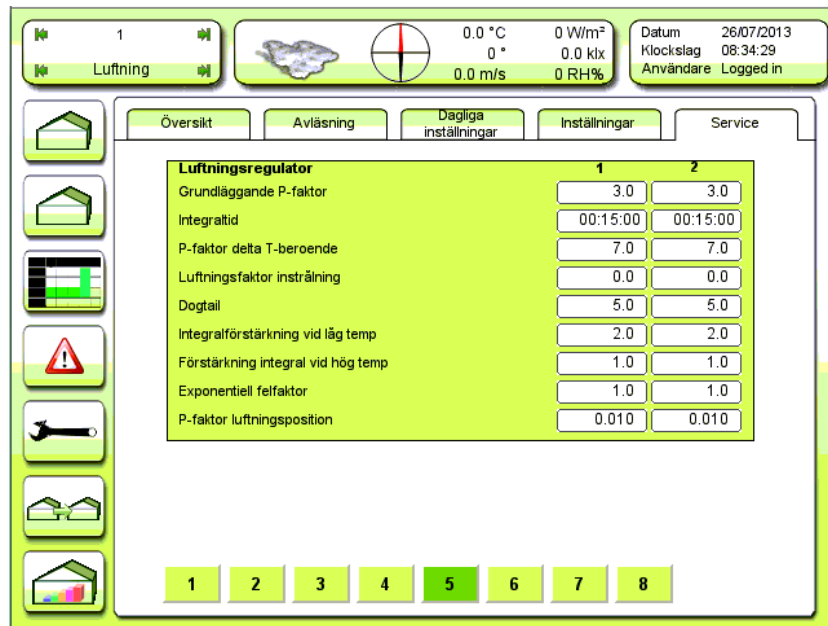 1
Luftning
0.0 °C 0 W/m²
0 ° 0.0 klx
0.0 m/s 0 RH%
Datum 26/07/2013
Klockslag 08:34:29
Användare Logged in
Översikt
Avläsning
Dagliga
inställningar
Inställningar
Service
Luftningsregulator 1 2
Grundläggande P-faktor 3.0 3.0
Integraltid 00:15:00 00:15:00
P-faktor delta T-beroende 7.0 7.0
Luftningsfaktor instrålning 0.0 0.0
Dogtail 5.0 5.0
Integralförstärkning vid låg temp 2.0 2.0
Förstärkning integral vid hög temp 1.0 1.0
Exponentiell felfaktor 1.0 1.0
P-faktor luftningsposition 0.010 0.010
1 2 3 4 5 6 7 8